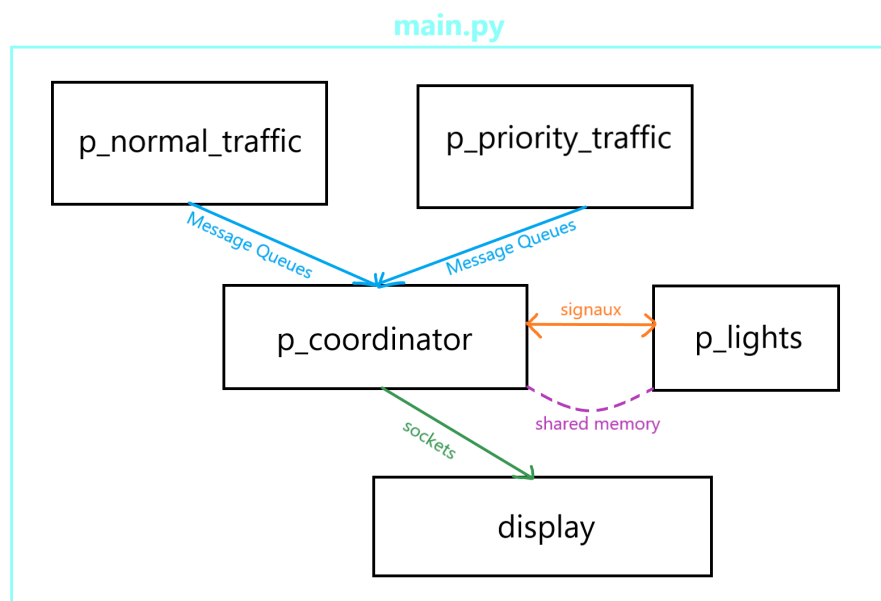 main.py
p_normal_traffic
p_priority_traffic
Message Queues
Message Queues
p_coordinator
signaux
p_lights
shared memory
sockets
display